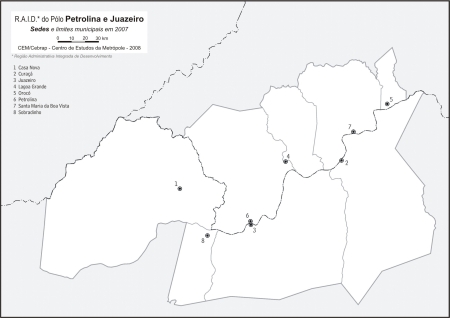 R.A.I.D.* do Pólo Petrolina e Juazeiro
Sedes e limites municipais em 2007
0 10 20 30 km
CEM/Cebrap - Centro de Estudos da Metrópole - 2008
* Região Administrativa Integrada de Desenvolvimento
1 Casa Nova
2 Curaçá
3 Juazeiro
4 Lagoa Grande
5 Orocó
6 Petrolina
7 Santa Maria da Boa Vista
8 Sobradinho
5
7
4
2
1
6
3
8